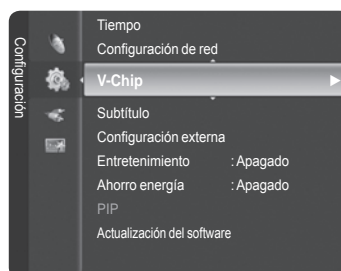 Configuración
Tiempo
Configuración de red
V-Chip
Subtítulo
Configuración externa
Entretenimiento : Apagado
Ahorro energía : Apagado
PIP
Actualización del software